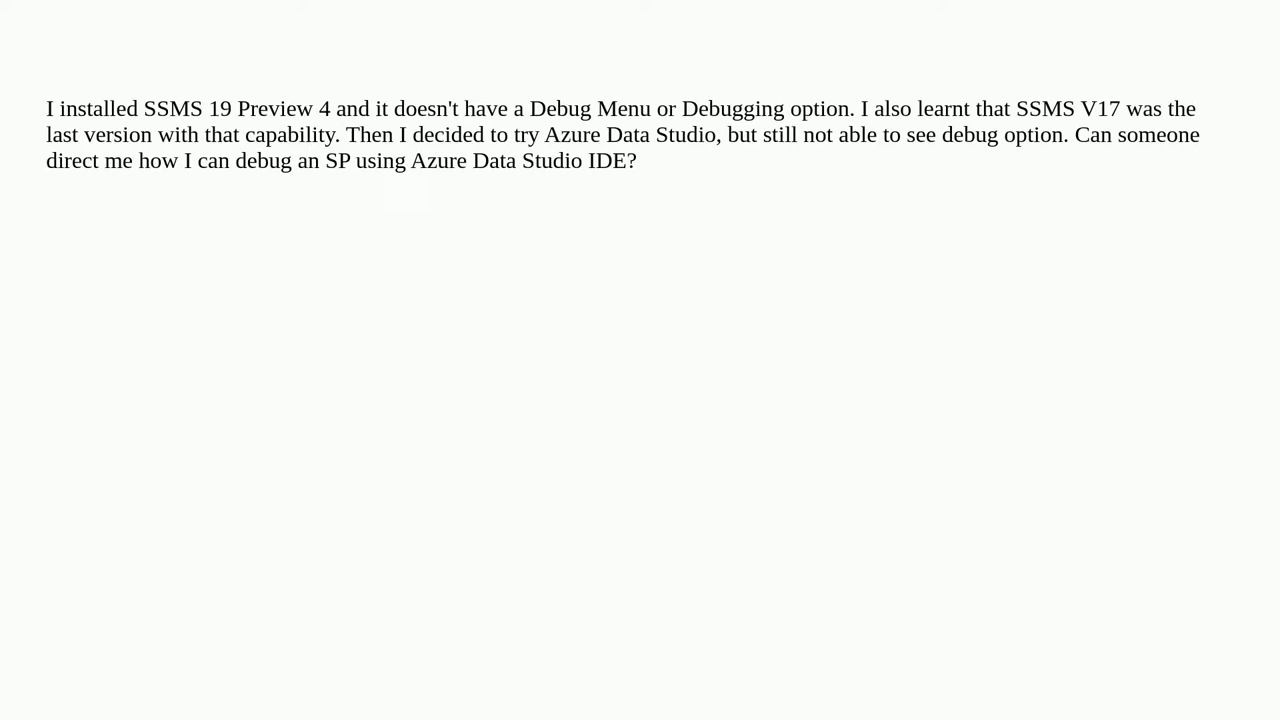 I installed SSMS 19 Preview 4 and it doesn't have a Debug Menu or Debugging option. I also learnt that SSMS V17 was the
last version with that capability. Then I decided to try Azure Data Studio, but still not able to see debug option. Can someone
direct me how I can debug an SP using Azure Data Studio IDE?